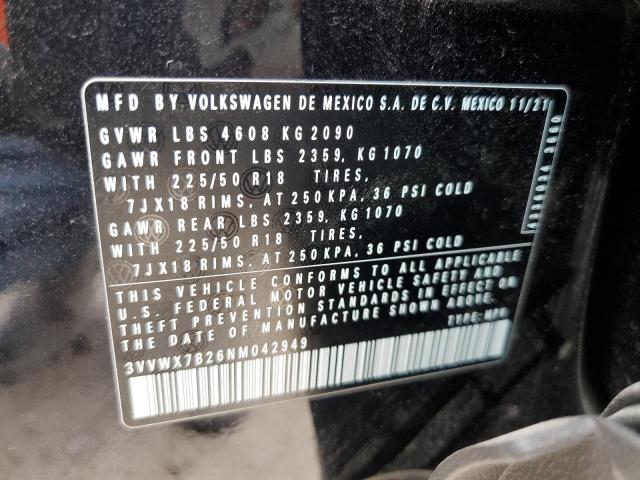 MFD BY VOLKSWAGEN DE MEXICO S.A. DE C.V. MEXICO 11/21
GVWR LBS 4608 KG 2090
GAWR FRONT LBS 2359, KG 1070
WITH 225/50 R18 TIRES,
7JX18 RIMS, AT 250 KPA, 36 PSI COLD
GAWR REAR LBS 2359, KG 1070
WITH 225/50 R18 TIRES,
7JX18 RIMS, AT 250 KPA, 36 PSI COLD
THIS VEHICLE CONFORMS TO ALL APPLICABLE
U.S. FEDERAL MOTOR VEHICLE SAFETY AND
THEFT PREVENTION STANDARDS IN EFFECT ON
THE DATE OF MANUFACTURE SHOWN ABOVE.
TYPE: MPV
3VVWX7B26NM042949